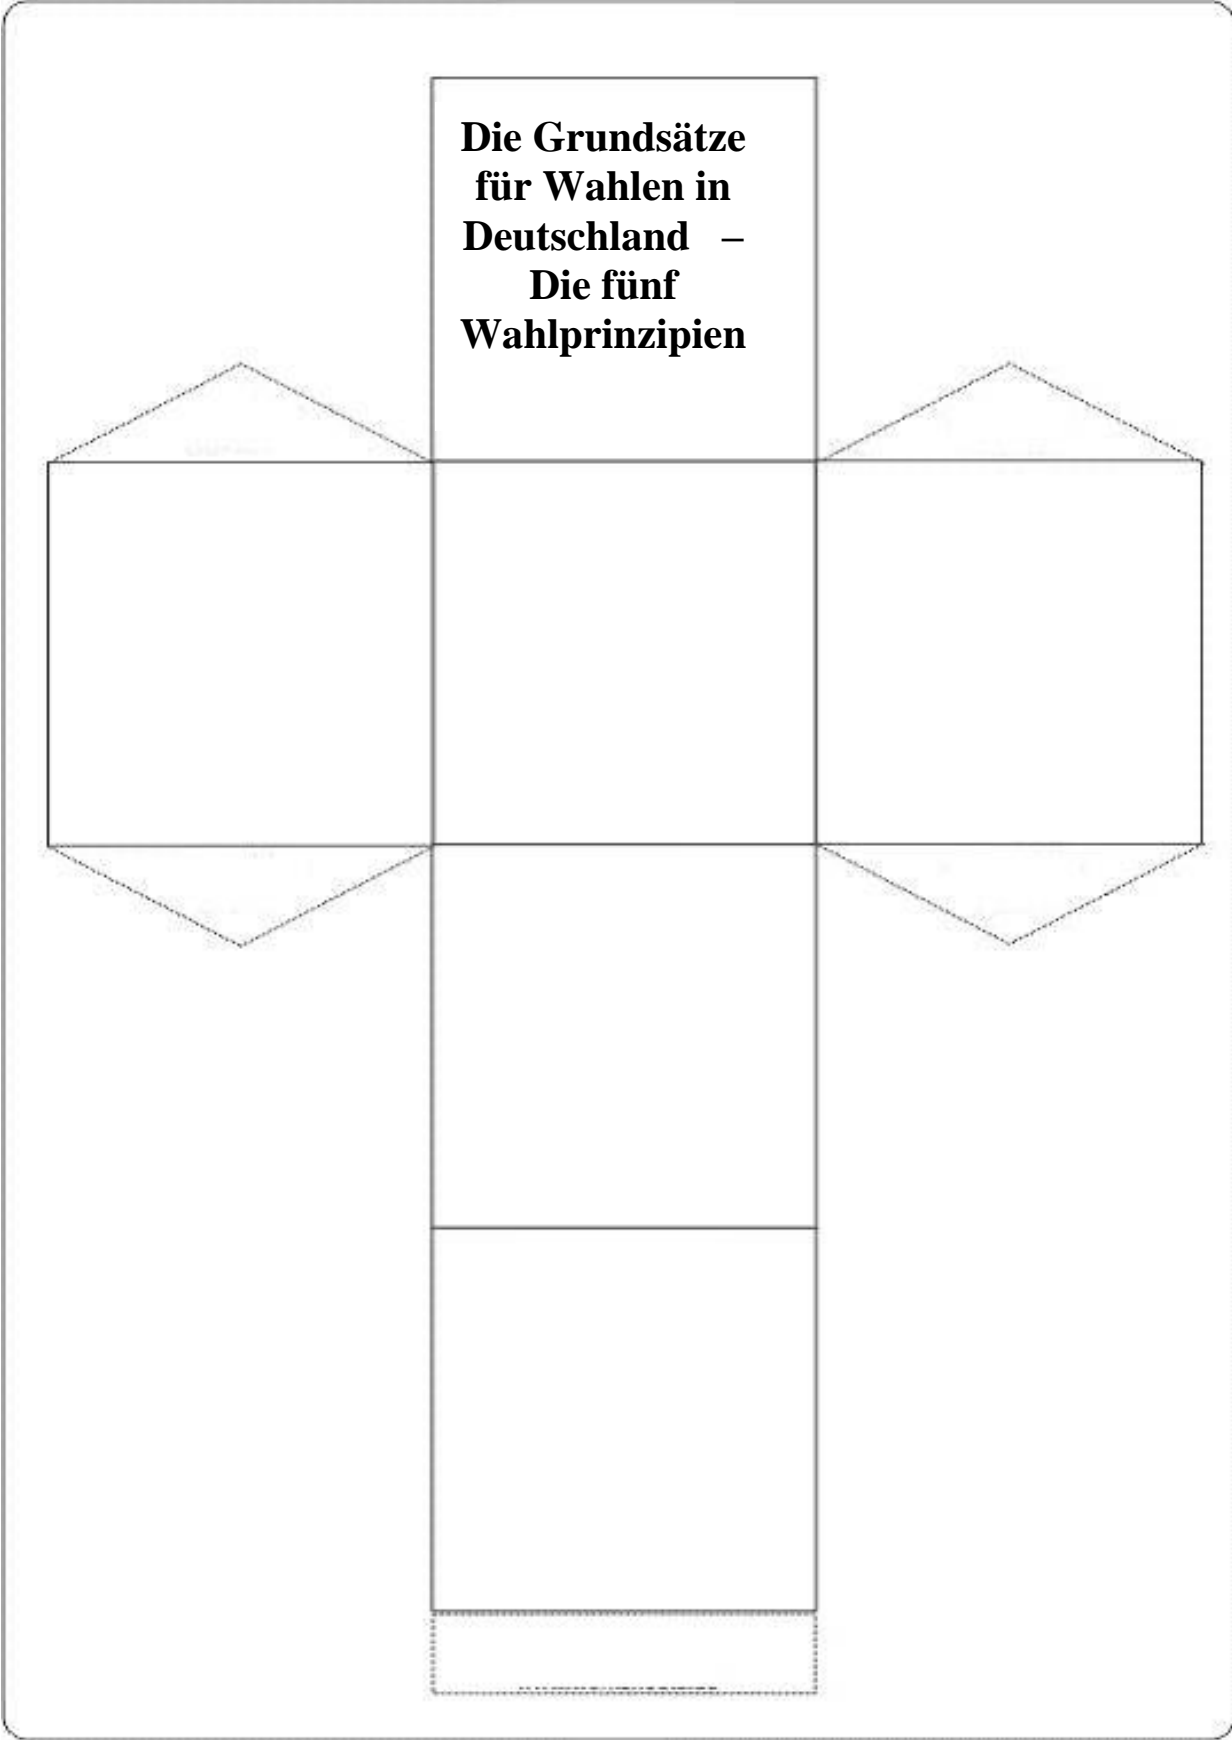 Die Grundsätze
für Wahlen in
Deutschland –
Die fünf
Wahlprinzipien